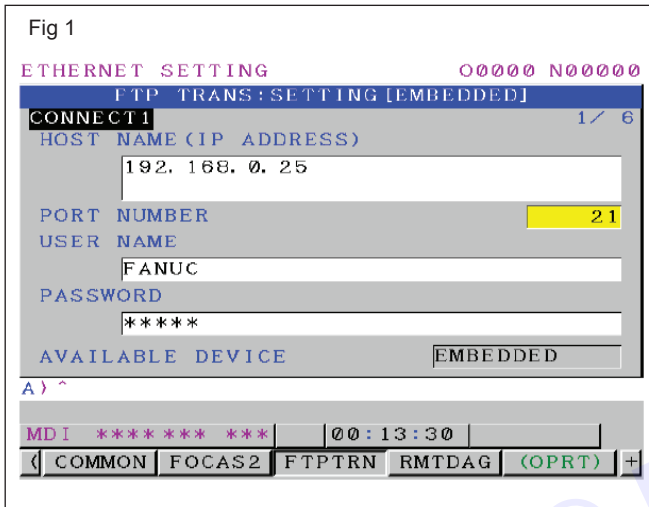 Fig 1
ETHERNET SETTING O0000 N00000
FTP TRANS:SETTING[EMBEDDED]
CONNECT1 1/ 6
HOST NAME(IP ADDRESS)
192. 168. 0. 25
PORT NUMBER 21
USER NAME
FANUC
PASSWORD
*****
AVAILABLE DEVICE EMBEDDED
A) ^
MDI **** *** *** 00:13:30
( COMMON FOCAS2 FTPTRN RMTDAG (OPRT) +